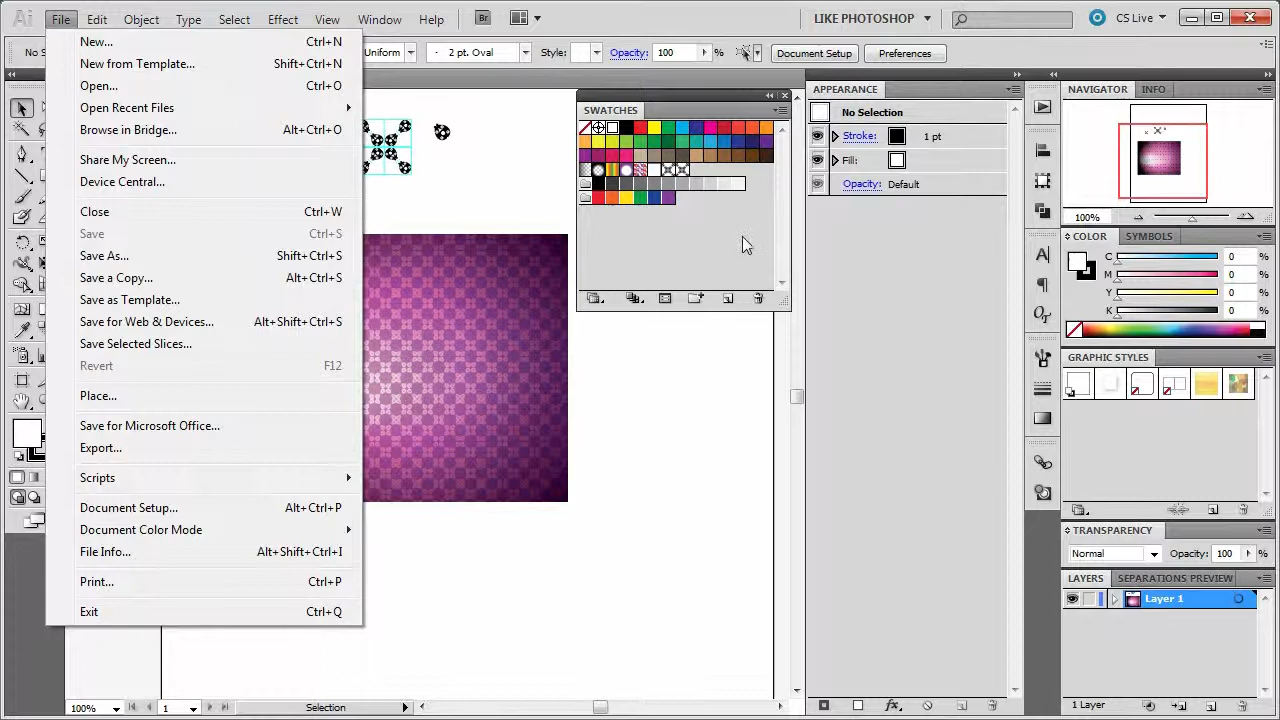 Ai File Edit Object Type Select Effect View Window Help Br LIKE PHOTOSHOP CS Live
Uniform 2 pt. Oval Style: Opacity: 100 Document Setup Preferences
New... Ctrl+N
New from Template... Shift+Ctrl+N
Open... Ctrl+O
Open Recent Files
Browse in Bridge... Alt+Ctrl+O
Share My Screen...
Device Central...
Close Ctrl+W
Save Ctrl+S
Save As... Shift+Ctrl+S
Save a Copy... Alt+Ctrl+S
Save as Template...
Save for Web & Devices... Alt+Shift+Ctrl+S
Save Selected Slices...
Revert F12
Place...
Save for Microsoft Office...
Export...
Scripts
Document Setup... Alt+Ctrl+P
Document Color Mode
File Info... Alt+Shift+Ctrl+I
Print... Ctrl+P
Exit Ctrl+Q
SWATCHES
APPEARANCE
No Selection
Stroke: 1 pt
Fill:
Opacity: Default
NAVIGATOR INFO
100%
COLOR SYMBOLS
C 0 %
M 0 %
Y 0 %
K 0 %
GRAPHIC STYLES
TRANSPARENCY
Normal Opacity: 100 %
LAYERS SEPARATIONS PREVIEW
Layer 1
1 Layer
100% 1 Selection